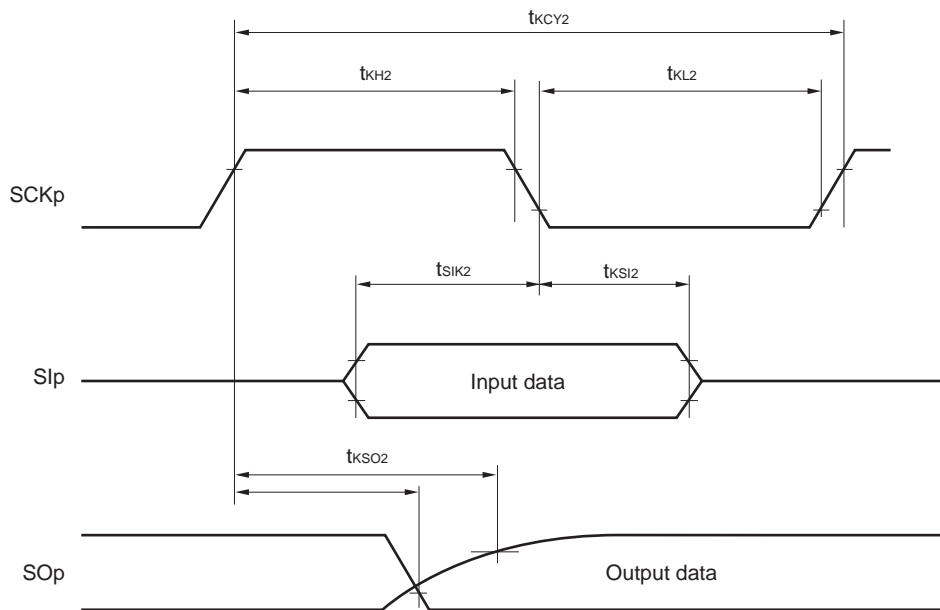 tKCY2
tKH2
tKL2
SCKp
tSIK2
tKSI2
SIp
Input data
tKSO2
SOp
Output data